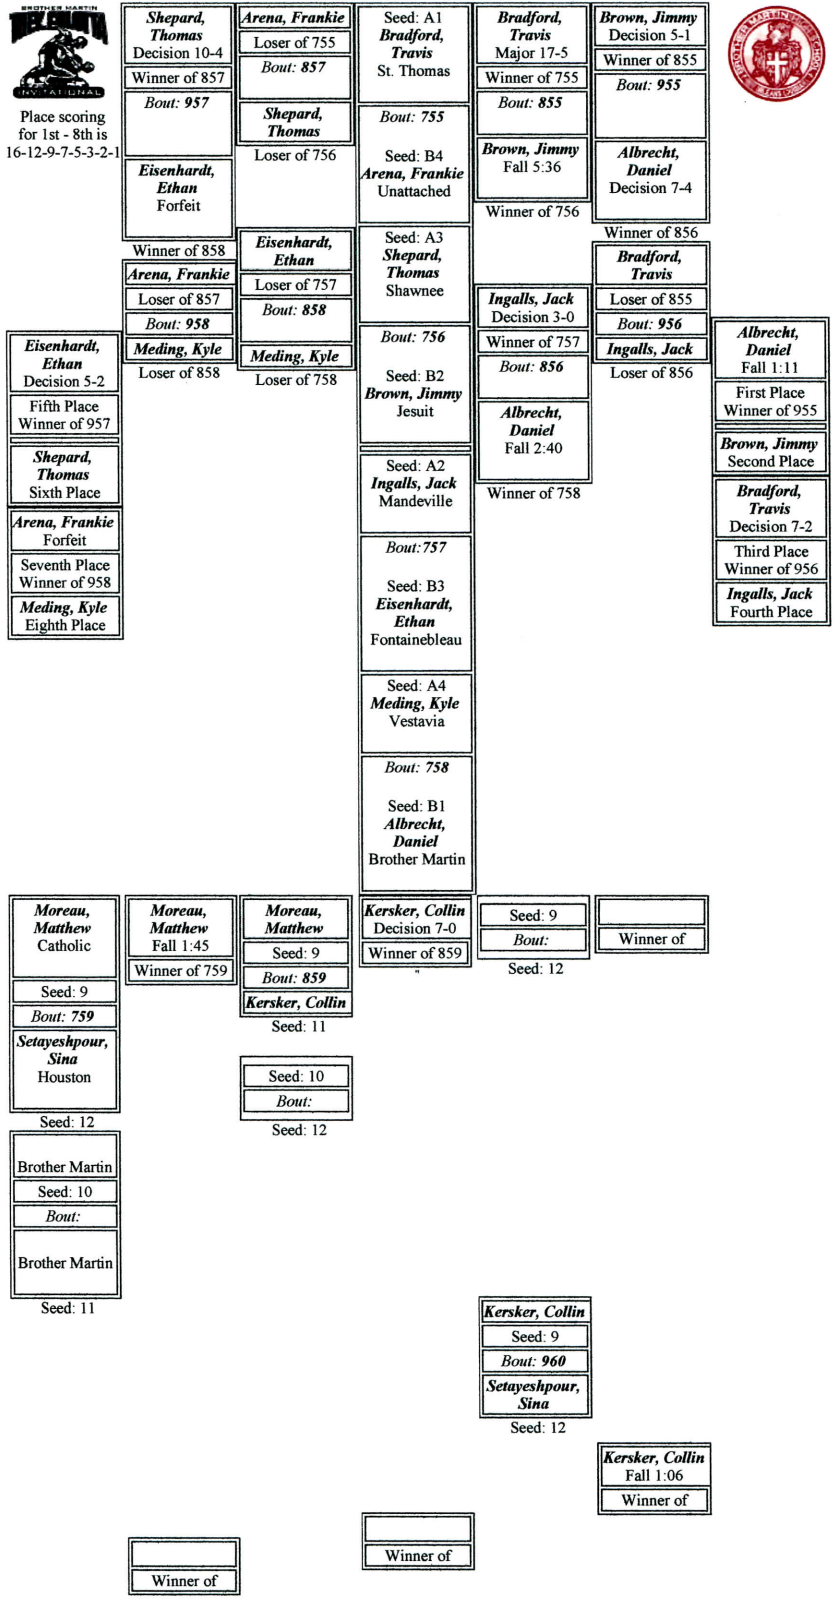 BROTHER MARTIN
INVITATIONAL
Place scoring
for 1st - 8th is
16-12-9-7-5-3-2-1
Eisenhardt,
Ethan
Decision 5-2
Fifth Place
Winner of 957
Shepard,
Thomas
Sixth Place
Arena, Frankie
Forfeit
Seventh Place
Winner of 958
Meding, Kyle
Eighth Place
Shepard,
Thomas
Decision 10-4
Winner of 857
Bout: 957
Eisenhardt,
Ethan
Forfeit
Winner of 858
Arena, Frankie
Loser of 857
Bout: 958
Meding, Kyle
Loser of 858
Arena, Frankie
Loser of 755
Bout: 857
Shepard,
Thomas
Loser of 756
Eisenhardt,
Ethan
Loser of 757
Bout: 858
Meding, Kyle
Loser of 758
Seed: A1
Bradford,
Travis
St. Thomas
Bout: 755
Seed: B4
Arena, Frankie
Unattached
Seed: A3
Shepard,
Thomas
Shawnee
Bout: 756
Seed: B2
Brown, Jimmy
Jesuit
Seed: A2
Ingalls, Jack
Mandeville
Bout:757
Seed: B3
Eisenhardt,
Ethan
Fontainebleau
Seed: A4
Meding, Kyle
Vestavia
Bout: 758
Seed: B1
Albrecht,
Daniel
Brother Martin
Bradford,
Travis
Major 17-5
Winner of 755
Bout: 855
Brown, Jimmy
Fall 5:36
Winner of 756
Ingalls, Jack
Decision 3-0
Winner of 757
Bout: 856
Albrecht,
Daniel
Fall 2:40
Winner of 758
Brown, Jimmy
Decision 5-1
Winner of 855
Bout: 955
Albrecht,
Daniel
Decision 7-4
Winner of 856
Bradford,
Travis
Loser of 855
Bout: 956
Ingalls, Jack
Loser of 856
Albrecht,
Daniel
Fall 1:11
First Place
Winner of 955
Brown, Jimmy
Second Place
Bradford,
Travis
Decision 7-2
Third Place
Winner of 956
Ingalls, Jack
Fourth Place
Moreau,
Matthew
Catholic
Seed: 9
Bout: 759
Setayeshpour,
Sina
Houston
Seed: 12
Brother Martin
Seed: 10
Bout:
Brother Martin
Seed: 11
Moreau,
Matthew
Fall 1:45
Winner of 759
Moreau,
Matthew
Seed: 9
Bout: 859
Kersker, Collin
Seed: 11
Seed: 10
Bout:
Seed: 12
Kersker, Collin
Decision 7-0
Winner of 859
"
Seed: 9
Bout:
Seed: 12
Winner of
Kersker, Collin
Seed: 9
Bout: 960
Setayeshpour,
Sina
Seed: 12
Kersker, Collin
Fall 1:06
Winner of
Winner of
Winner of